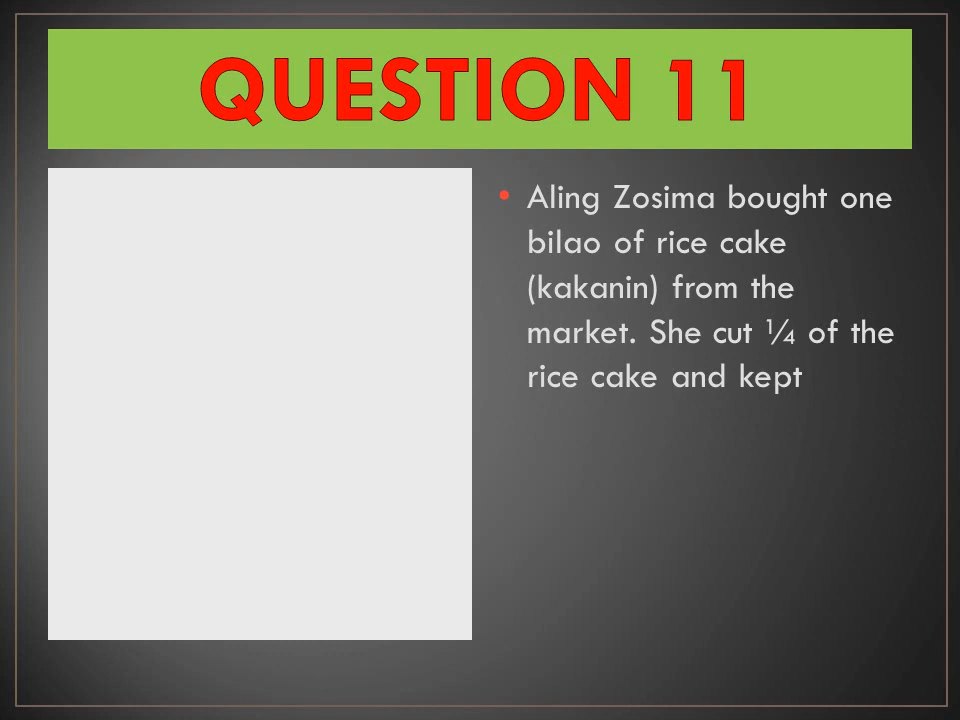 QUESTION 11
• Aling Zosima bought one
bilao of rice cake
(kakanin) from the
market. She cut ¼ of the
rice cake and kept